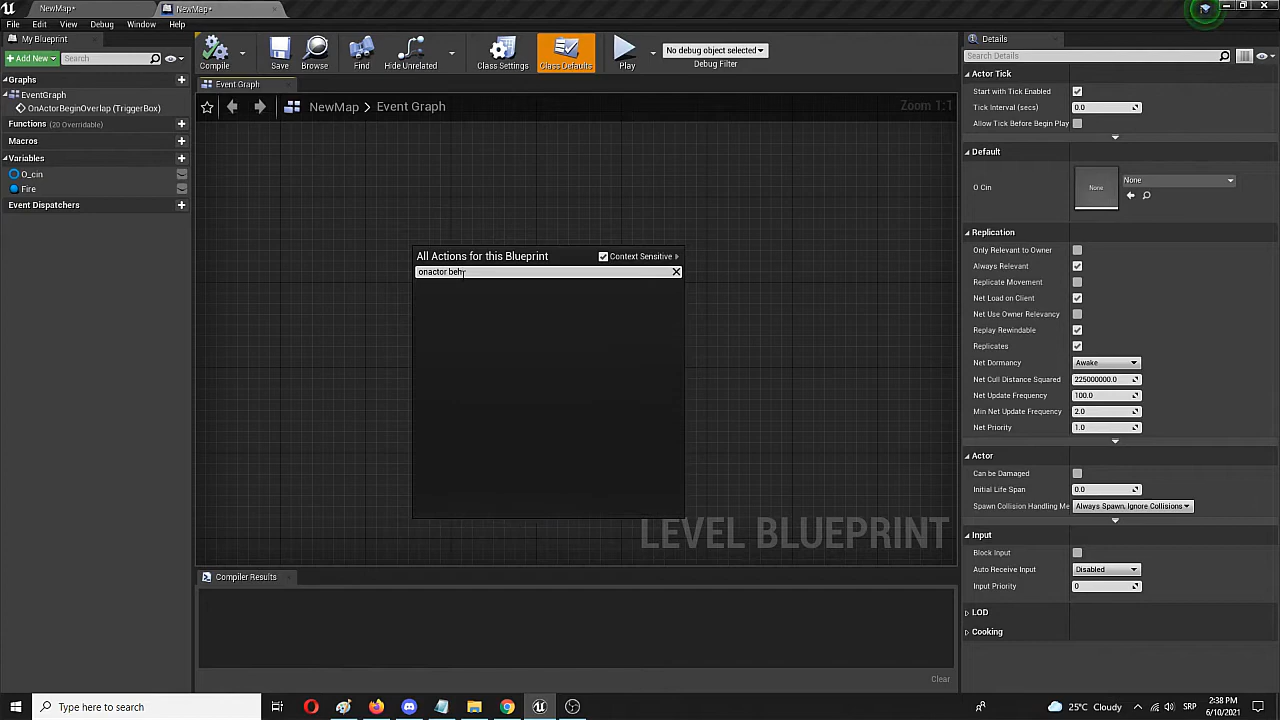 NewMap*
NewMap*
File Edit View Debug Window Help
My Blueprint
Add New
Search
Graphs
EventGraph
OnActorBeginOverlap (TriggerBox)
Functions (20 Overridable)
Macros
Variables
O_cin
Fire
Event Dispatchers
Compile
Save
Browse
Find
Hide Unrelated
Class Settings
Class Defaults
Play
No debug object selected
Debug Filter
Event Graph
NewMap > Event Graph
Zoom 1:1
All Actions for this Blueprint
Context Sensitive
onactor beh
LEVEL BLUEPRINT
Compiler Results
Clear
Details
Search Details
Actor Tick
Start with Tick Enabled
Tick Interval (secs) 0.0
Allow Tick Before Begin Play
Default
O Cin None None
Replication
Only Relevant to Owner
Always Relevant
Replicate Movement
Net Load on Client
Net Use Owner Relevancy
Replay Rewindable
Replicates
Net Dormancy Awake
Net Cull Distance Squared 225000000.0
Net Update Frequency 100.0
Min Net Update Frequency 2.0
Net Priority 1.0
Actor
Can be Damaged
Initial Life Span 0.0
Spawn Collision Handling Me Always Spawn, Ignore Collisions
Input
Block Input
Auto Receive Input Disabled
Input Priority 0
LOD
Cooking
Type here to search
25°C Cloudy
SRP
2:38 PM
6/10/2021